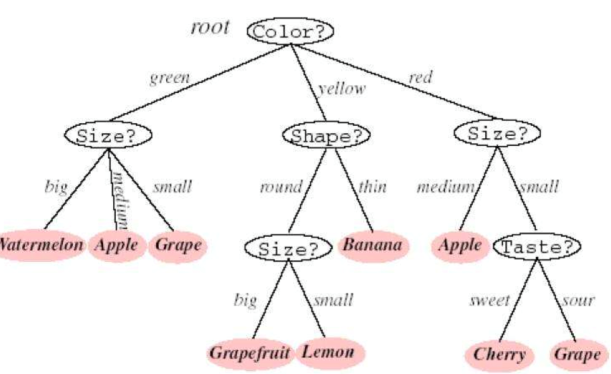 root Color?
green yellow red
Size? Shape? Size?
big medium small round thin medium small
Watermelon Apple Grape Size? Banana Apple Taste?
big small sweet sour
Grapefruit Lemon Cherry Grape